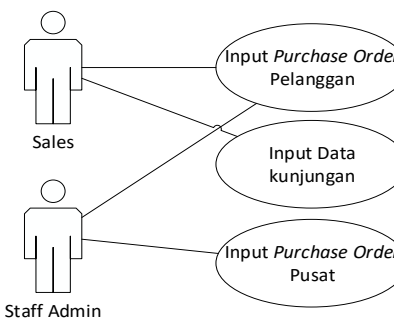 Input Purchase Order
Pelanggan
Sales
Input Data
kunjungan
Input Purchase Order
Pusat
Staff Admin